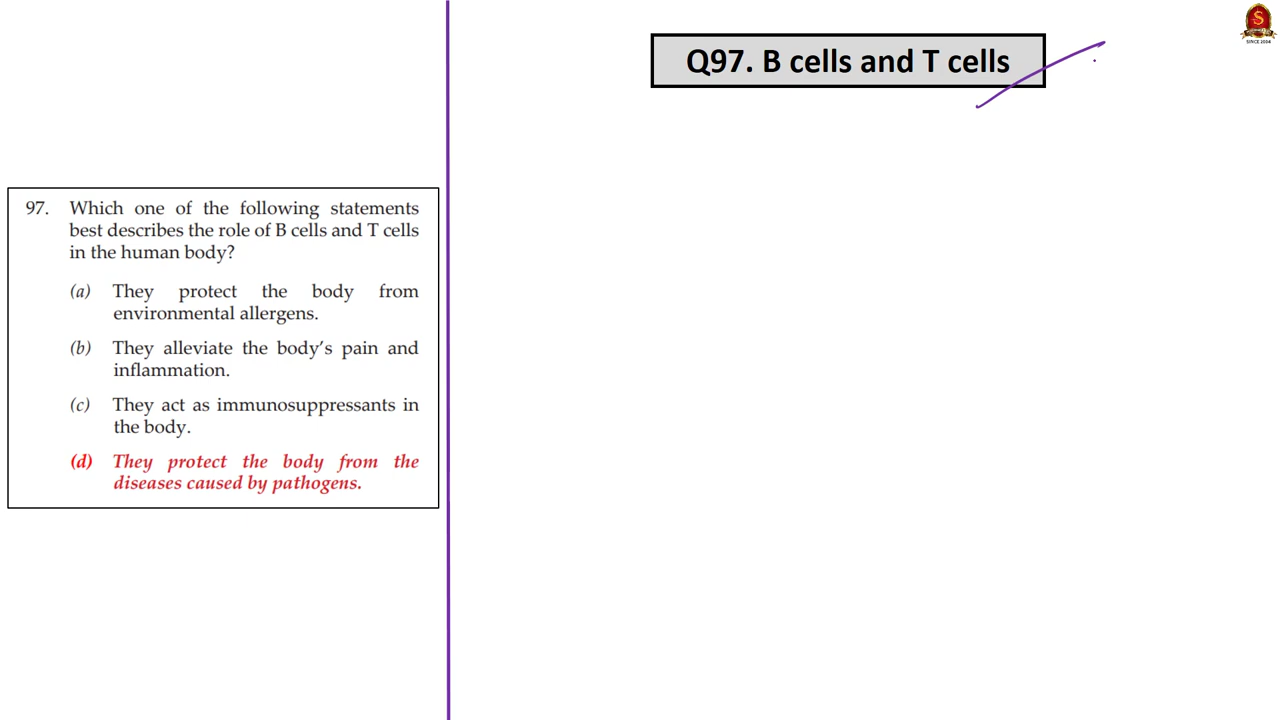 Q97. B cells and T cells
S
SINCE 2004
97. Which one of the following statements
best describes the role of B cells and T cells
in the human body?
(a) They protect the body from
environmental allergens.
(b) They alleviate the body's pain and
inflammation.
(c) They act as immunosuppressants in
the body.
(d) They protect the body from the
diseases caused by pathogens.